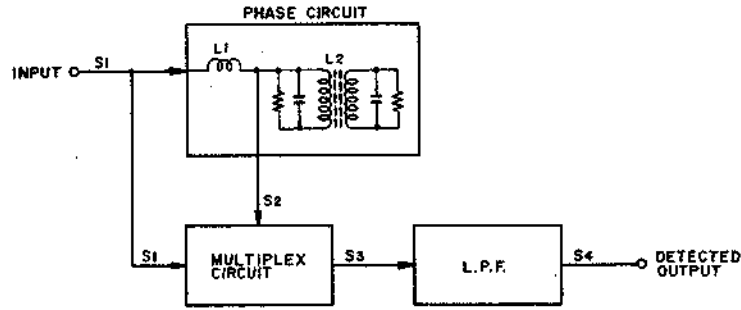 PHASE CIRCUIT
L1
L2
INPUT
S1
S2
S1
MULTIPLEX
CIRCUIT
S3
L.P.F.
S4
DETECTED
OUTPUT